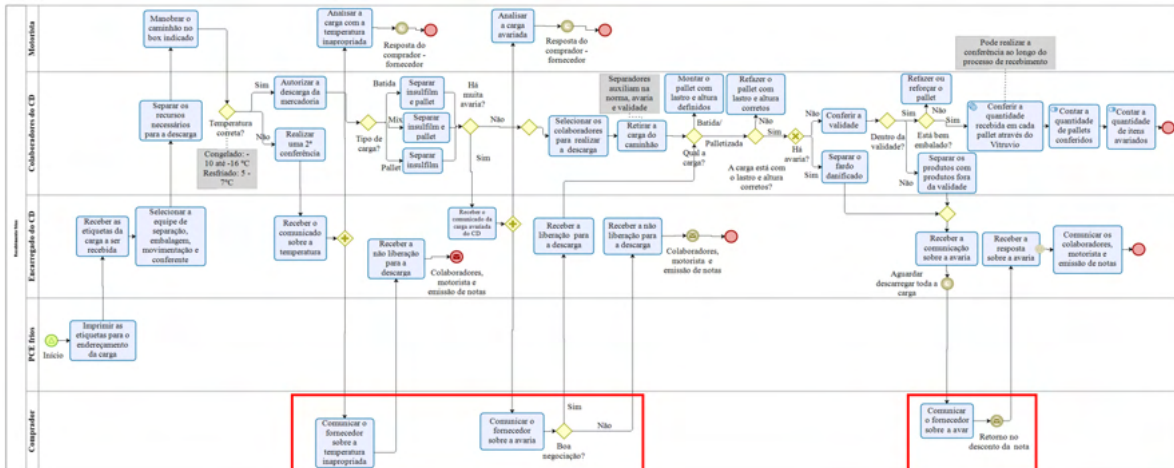 Motorista
Manobrar o
caminhão no
box indicado
Analisar a
carga com a
temperatura
inapropriada
Resposta do
comprador -
fornecedor
Analisar
a carga
avariada
Resposta do
comprador -
fornecedor
Pode realizar a
conferência ao longo do
processo de recebimento
Colaboradores do CD
Separar os
recursos
necessários
para a descarga
Temperatura
correta?
Sim
Não
Congelado: -
10 até -16 °C
Resfriado: 5 -
7°C
Autorizar a
descarga da
mercadoria
Realizar
uma 2ª
conferência
Tipo de
carga?
Batida
Mix
Pallet
Separar
insulfilm
e pallet
Separar
insulfilm e
pallet
Separar
insulfilm
Há
muita
avaria?
Não
Sim
Selecionar os
colaboradores
para realizar
a descarga
Separadores
auxiliam na
norma, avaria
e validade
Retirar a
carga do
caminhão
Montar o
pallet com
lastro e altura
definidos
Batida/
Palletizada
Qual a
carga?
Refazer o
pallet com
lastro e altura
corretos
Não
Sim
A carga está com
o lastro e altura
corretos?
Há
avaria?
Não
Sim
Conferir a
validade
Separar o
fardo
danificado
Dentro da
validade?
Sim
Não
Refazer ou
reforçar o
pallet
Não
Sim
Está bem
embalado?
Separar os
produtos com
produtos fora
da validade
Conferir a
quantidade
recebida em cada
pallet através do
Vitruvio
Contar a
quantidade
de pallets
conferidos
Contar a
quantidade
de itens
avariados
Encarregado do CD
Receber as
etiquetas da
carga a ser
recebida
Selecionar a
equipe de
separação,
embalagem,
movimentação e
conferente
Receber o
comunicado
sobre a
temperatura
Receber a
não liberação
para a
descarga
Colaboradores,
motorista e
emissão de notas
Receber o
comunicado da
carga avariada
do CD
Receber a
liberação para
a descarga
Receber a não
liberação para
a descarga
Colaboradores,
motorista e
emissão de notas
Receber a
comunicação
sobre a avaria
Aguardar
descarregar toda a
carga
Receber a
resposta
sobre a avaria
Comunicar os
colaboradores,
motorista e
emissão de notas
PCE frios
Início
Imprimir as
etiquetas para o
endereçamento
da carga
Comprador
Comunicar o
fornecedor
sobre a
temperatura
inapropriada
Comunicar o
fornecedor
sobre a avaria
Sim
Não
Boa
negociação?
Comunicar
o fornecedor
sobre a avar
Retorno no
desconto da nota